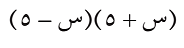 (س + ٥)(س – ٥)